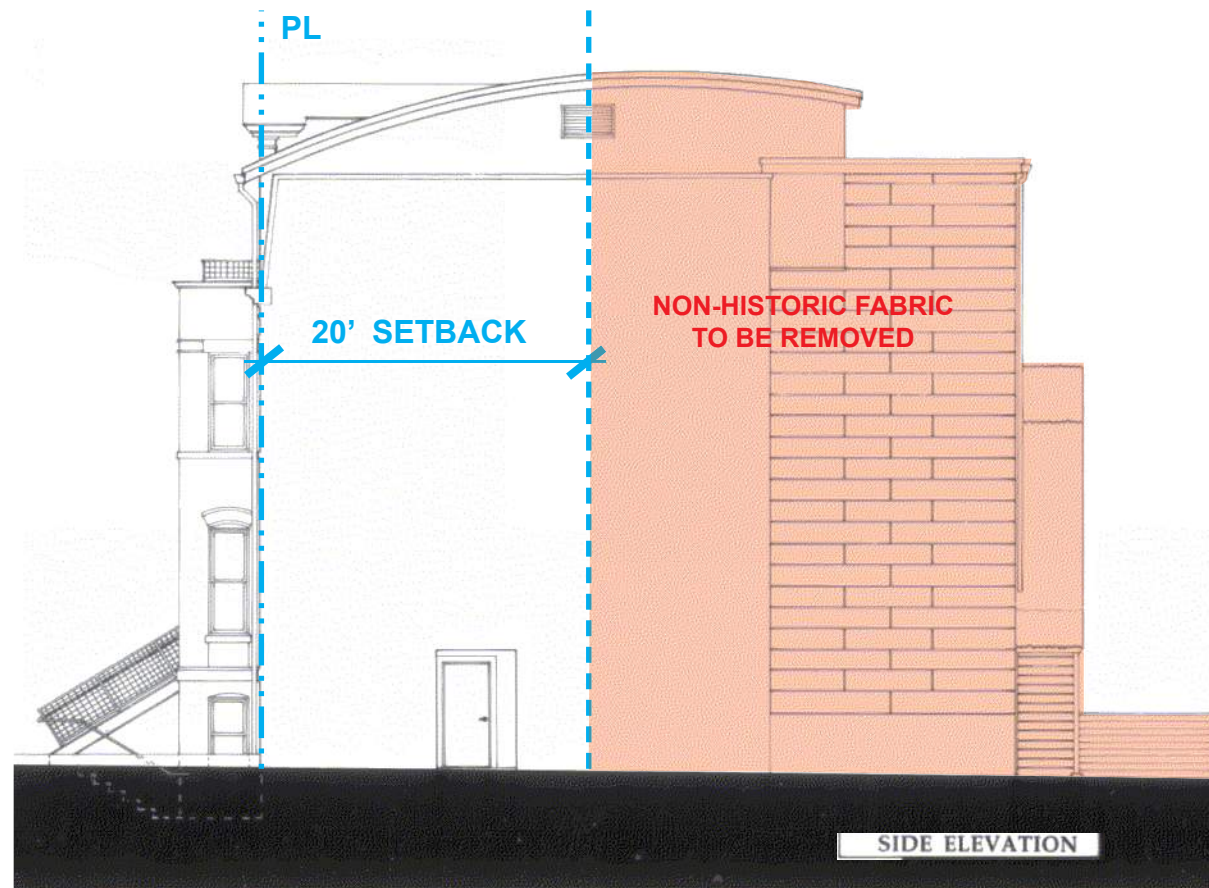 PL
20’ SETBACK
NON-HISTORIC FABRIC
TO BE REMOVED
SIDE ELEVATION